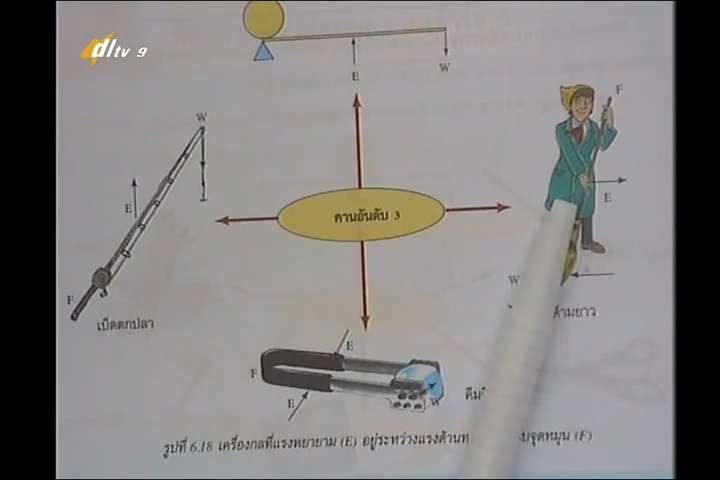 dltv 9
E
W
W
E
F
เบ็ดตกปลา
คานอันดับ 3
F
E
W
ด้ามยาว
E
F
E
W
รูปที่ 6.18 เครื่องกลที่แรงพยายาม (E) อยู่ระหว่างแรงต้าน จุดหมุน (F)